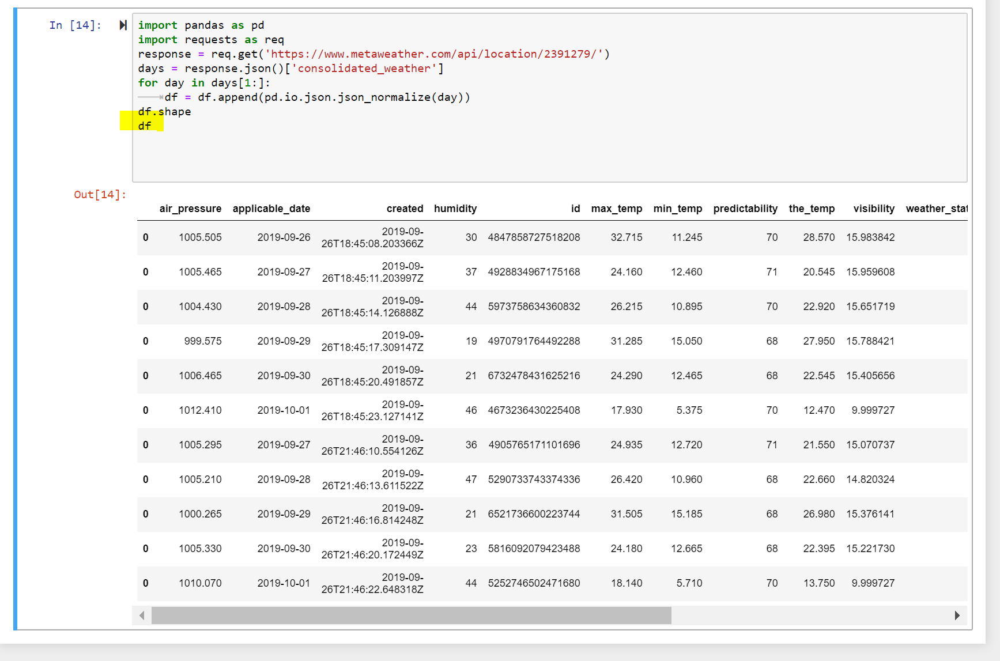 In [14]:
import pandas as pd
import requests as req
response = req.get('https://www.metaweather.com/api/location/2391279/')
days = response.json()['consolidated_weather']
for day in days[1:]:
df = df.append(pd.io.json.json_normalize(day))
df.shape
df
Out[14]:
air_pressure applicable_date created humidity id max_temp min_temp predictability the_temp visibility weather_stat
0 1005.505 2019-09-26 2019-09-26T18:45:08.203366Z 30 4847858727518208 32.715 11.245 70 28.570 15.983842
0 1005.465 2019-09-27 2019-09-26T18:45:11.203997Z 37 4928834967175168 24.160 12.460 71 20.545 15.959608
0 1004.430 2019-09-28 2019-09-26T18:45:14.126888Z 44 5973758634360832 26.215 10.895 70 22.920 15.651719
0 999.575 2019-09-29 2019-09-26T18:45:17.309147Z 19 4970791764492288 31.285 15.050 68 27.950 15.788421
0 1006.465 2019-09-30 2019-09-26T18:45:20.491857Z 21 6732478431625216 24.290 12.465 68 22.545 15.405656
0 1012.410 2019-10-01 2019-09-26T18:45:23.127141Z 46 4673236430225408 17.930 5.375 70 12.470 9.999727
0 1005.295 2019-09-27 2019-09-26T21:46:10.554126Z 36 4905765171101696 24.935 12.720 71 21.550 15.070737
0 1005.210 2019-09-28 2019-09-26T21:46:13.611522Z 47 5290733743374336 26.420 10.960 68 22.660 14.820324
0 1000.265 2019-09-29 2019-09-26T21:46:16.814248Z 21 6521736600223744 31.505 15.185 68 26.980 15.376141
0 1005.330 2019-09-30 2019-09-26T21:46:20.172449Z 23 5816092079423488 24.180 12.665 68 22.395 15.221730
0 1010.070 2019-10-01 2019-09-26T21:46:22.648318Z 44 5252746502471680 18.140 5.710 70 13.750 9.999727